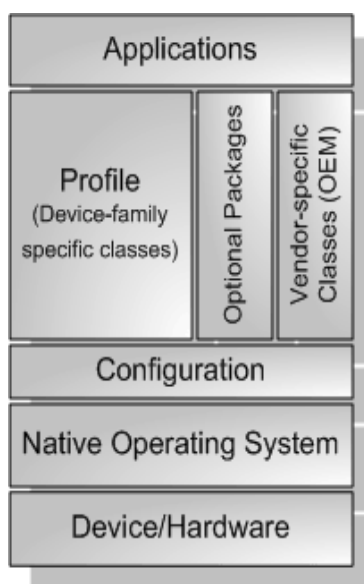 Applications
Profile
(Device-family
specific classes)
Optional Packages
Vendor-specific
Classes (OEM)
Configuration
Native Operating System
Device/Hardware